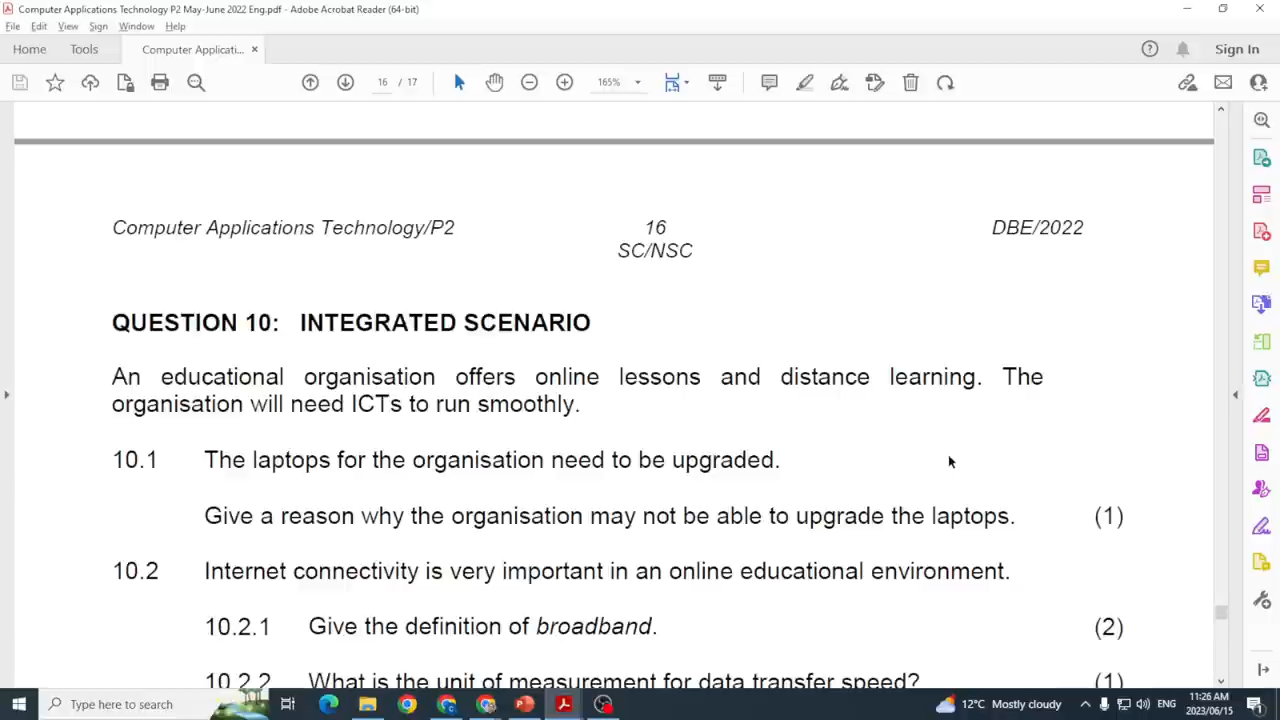 Computer Applications Technology P2 May-June 2022 Eng.pdf - Adobe Acrobat Reader (64-bit)
File Edit View Sign Window Help
Home Tools Computer Applicati... × Sign In
16 / 17 165%
Computer Applications Technology/P2 16 DBE/2022
SC/NSC
QUESTION 10: INTEGRATED SCENARIO
An educational organisation offers online lessons and distance learning. The
organisation will need ICTs to run smoothly.
10.1 The laptops for the organisation need to be upgraded.
Give a reason why the organisation may not be able to upgrade the laptops. (1)
10.2 Internet connectivity is very important in an online educational environment.
10.2.1 Give the definition of broadband. (2)
10.2.2 What is the unit of measurement for data transfer speed? (1)
Type here to search 12°C Mostly cloudy ENG 11:26 AM
2023/06/15